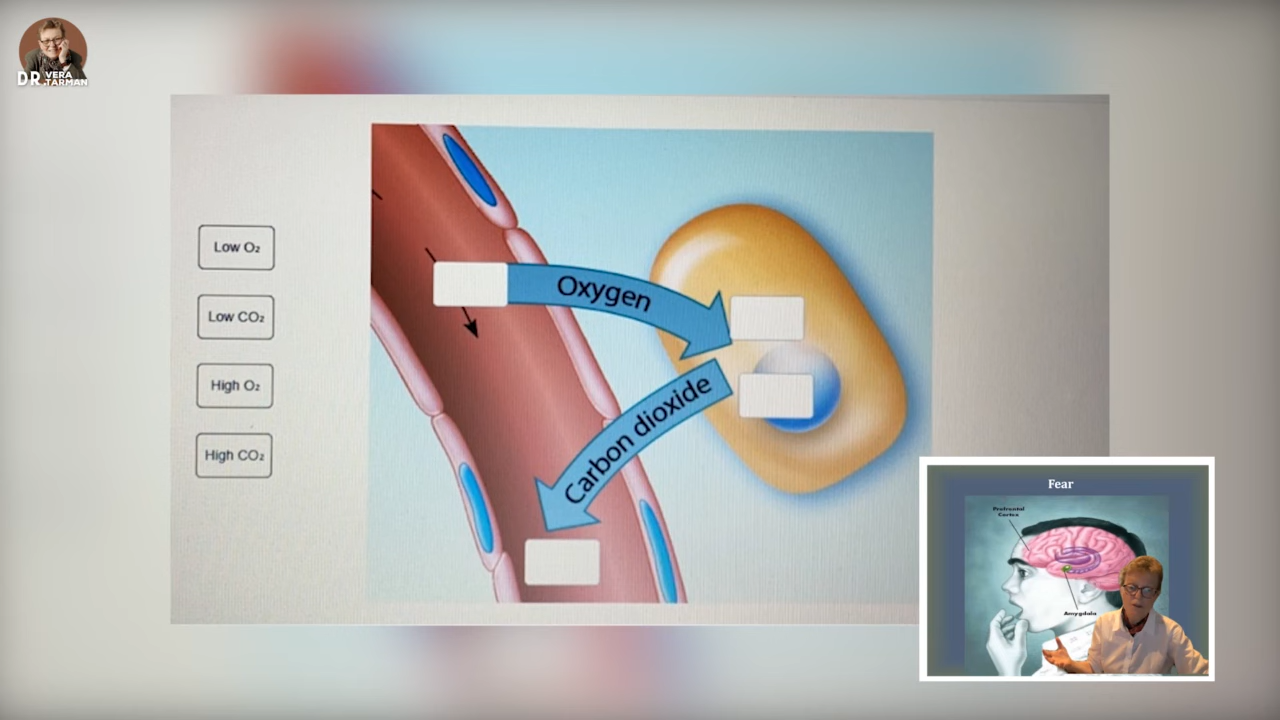 DR. VERA
TARMAN
Low O₂
Low CO₂
High O₂
High CO₂
Oxygen
Carbon dioxide
Fear
Prefrontal
Cortex
Amygdala